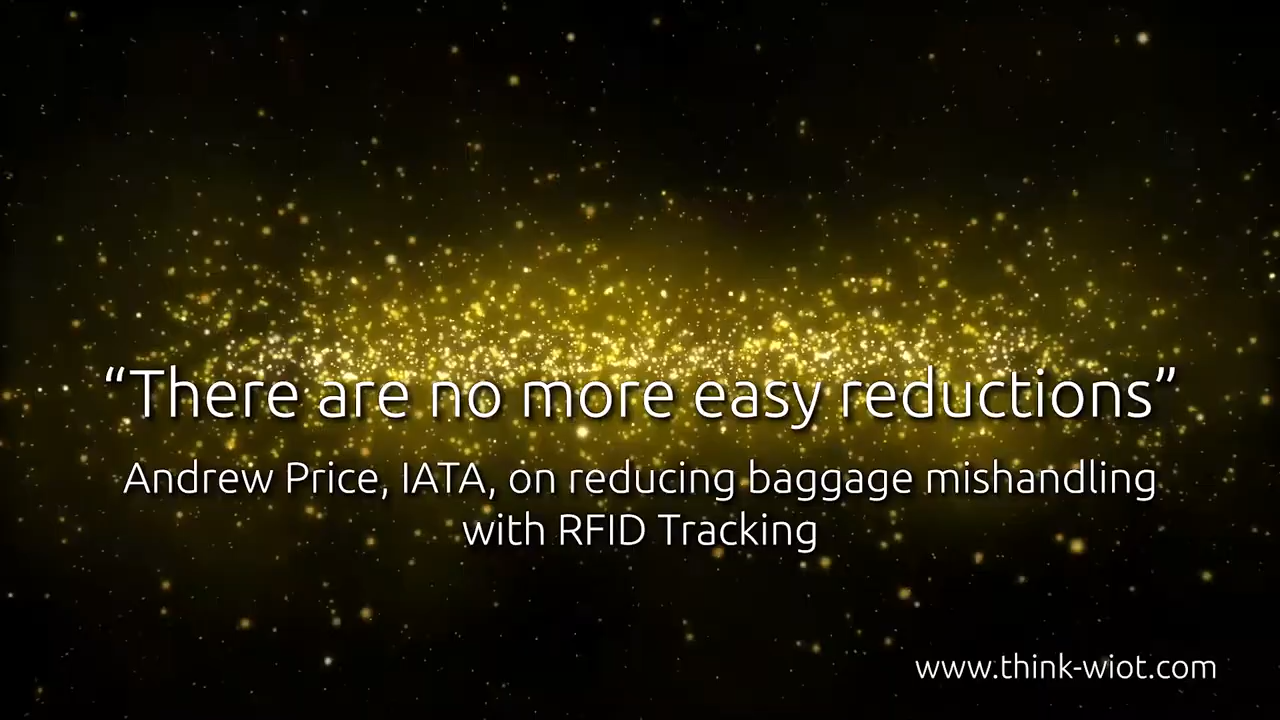 “There are no more easy reductions”
Andrew Price, IATA, on reducing baggage mishandling
with RFID Tracking
www.think-wiot.com